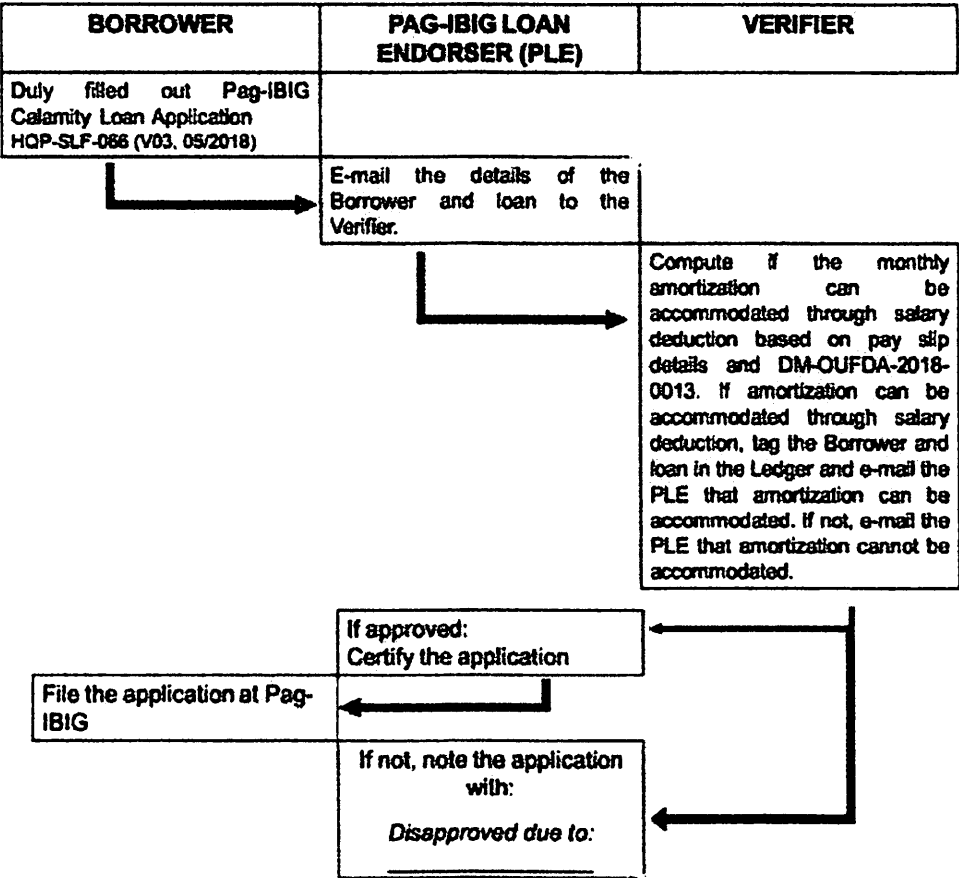 BORROWER
PAG-IBIG LOAN
ENDORSER (PLE)
VERIFIER
Duly filled out Pag-IBIG
Calamity Loan Application
HQP-SLF-066 (V03, 05/2018)
E-mail the details of the
Borrower and loan to the
Verifier.
Compute if the monthly
amortization can be
accommodated through salary
deduction based on pay slip
details and DM-OUFDA-2018-
0013. If amortization can be
accommodated through salary
deduction, tag the Borrower and
loan in the Ledger and e-mail the
PLE that amortization can be
accommodated. If not, e-mail the
PLE that amortization cannot be
accommodated.
If approved:
Certify the application
File the application at Pag-
IBIG
If not, note the application
with:
Disapproved due to: